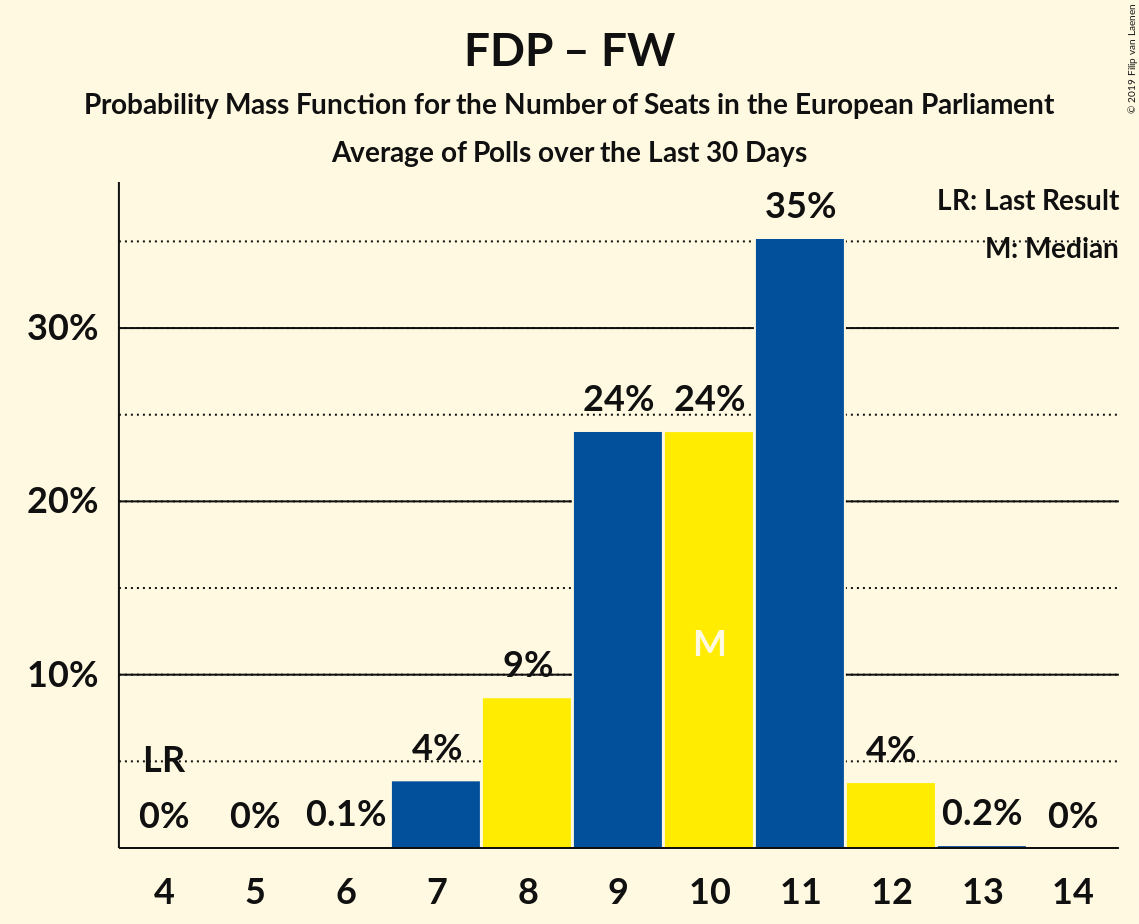 FDP – FW
Probability Mass Function for the Number of Seats in the European Parliament
Average of Polls over the Last 30 Days
© 2019 Filip van Laenen
LR: Last Result
M: Median
35%
30%
24% 24%
20%
M
10%
9%
LR
4%
4%
0% 0% 0.1%
0.2% 0%
4 5 6 7 8 9 10 11 12 13 14